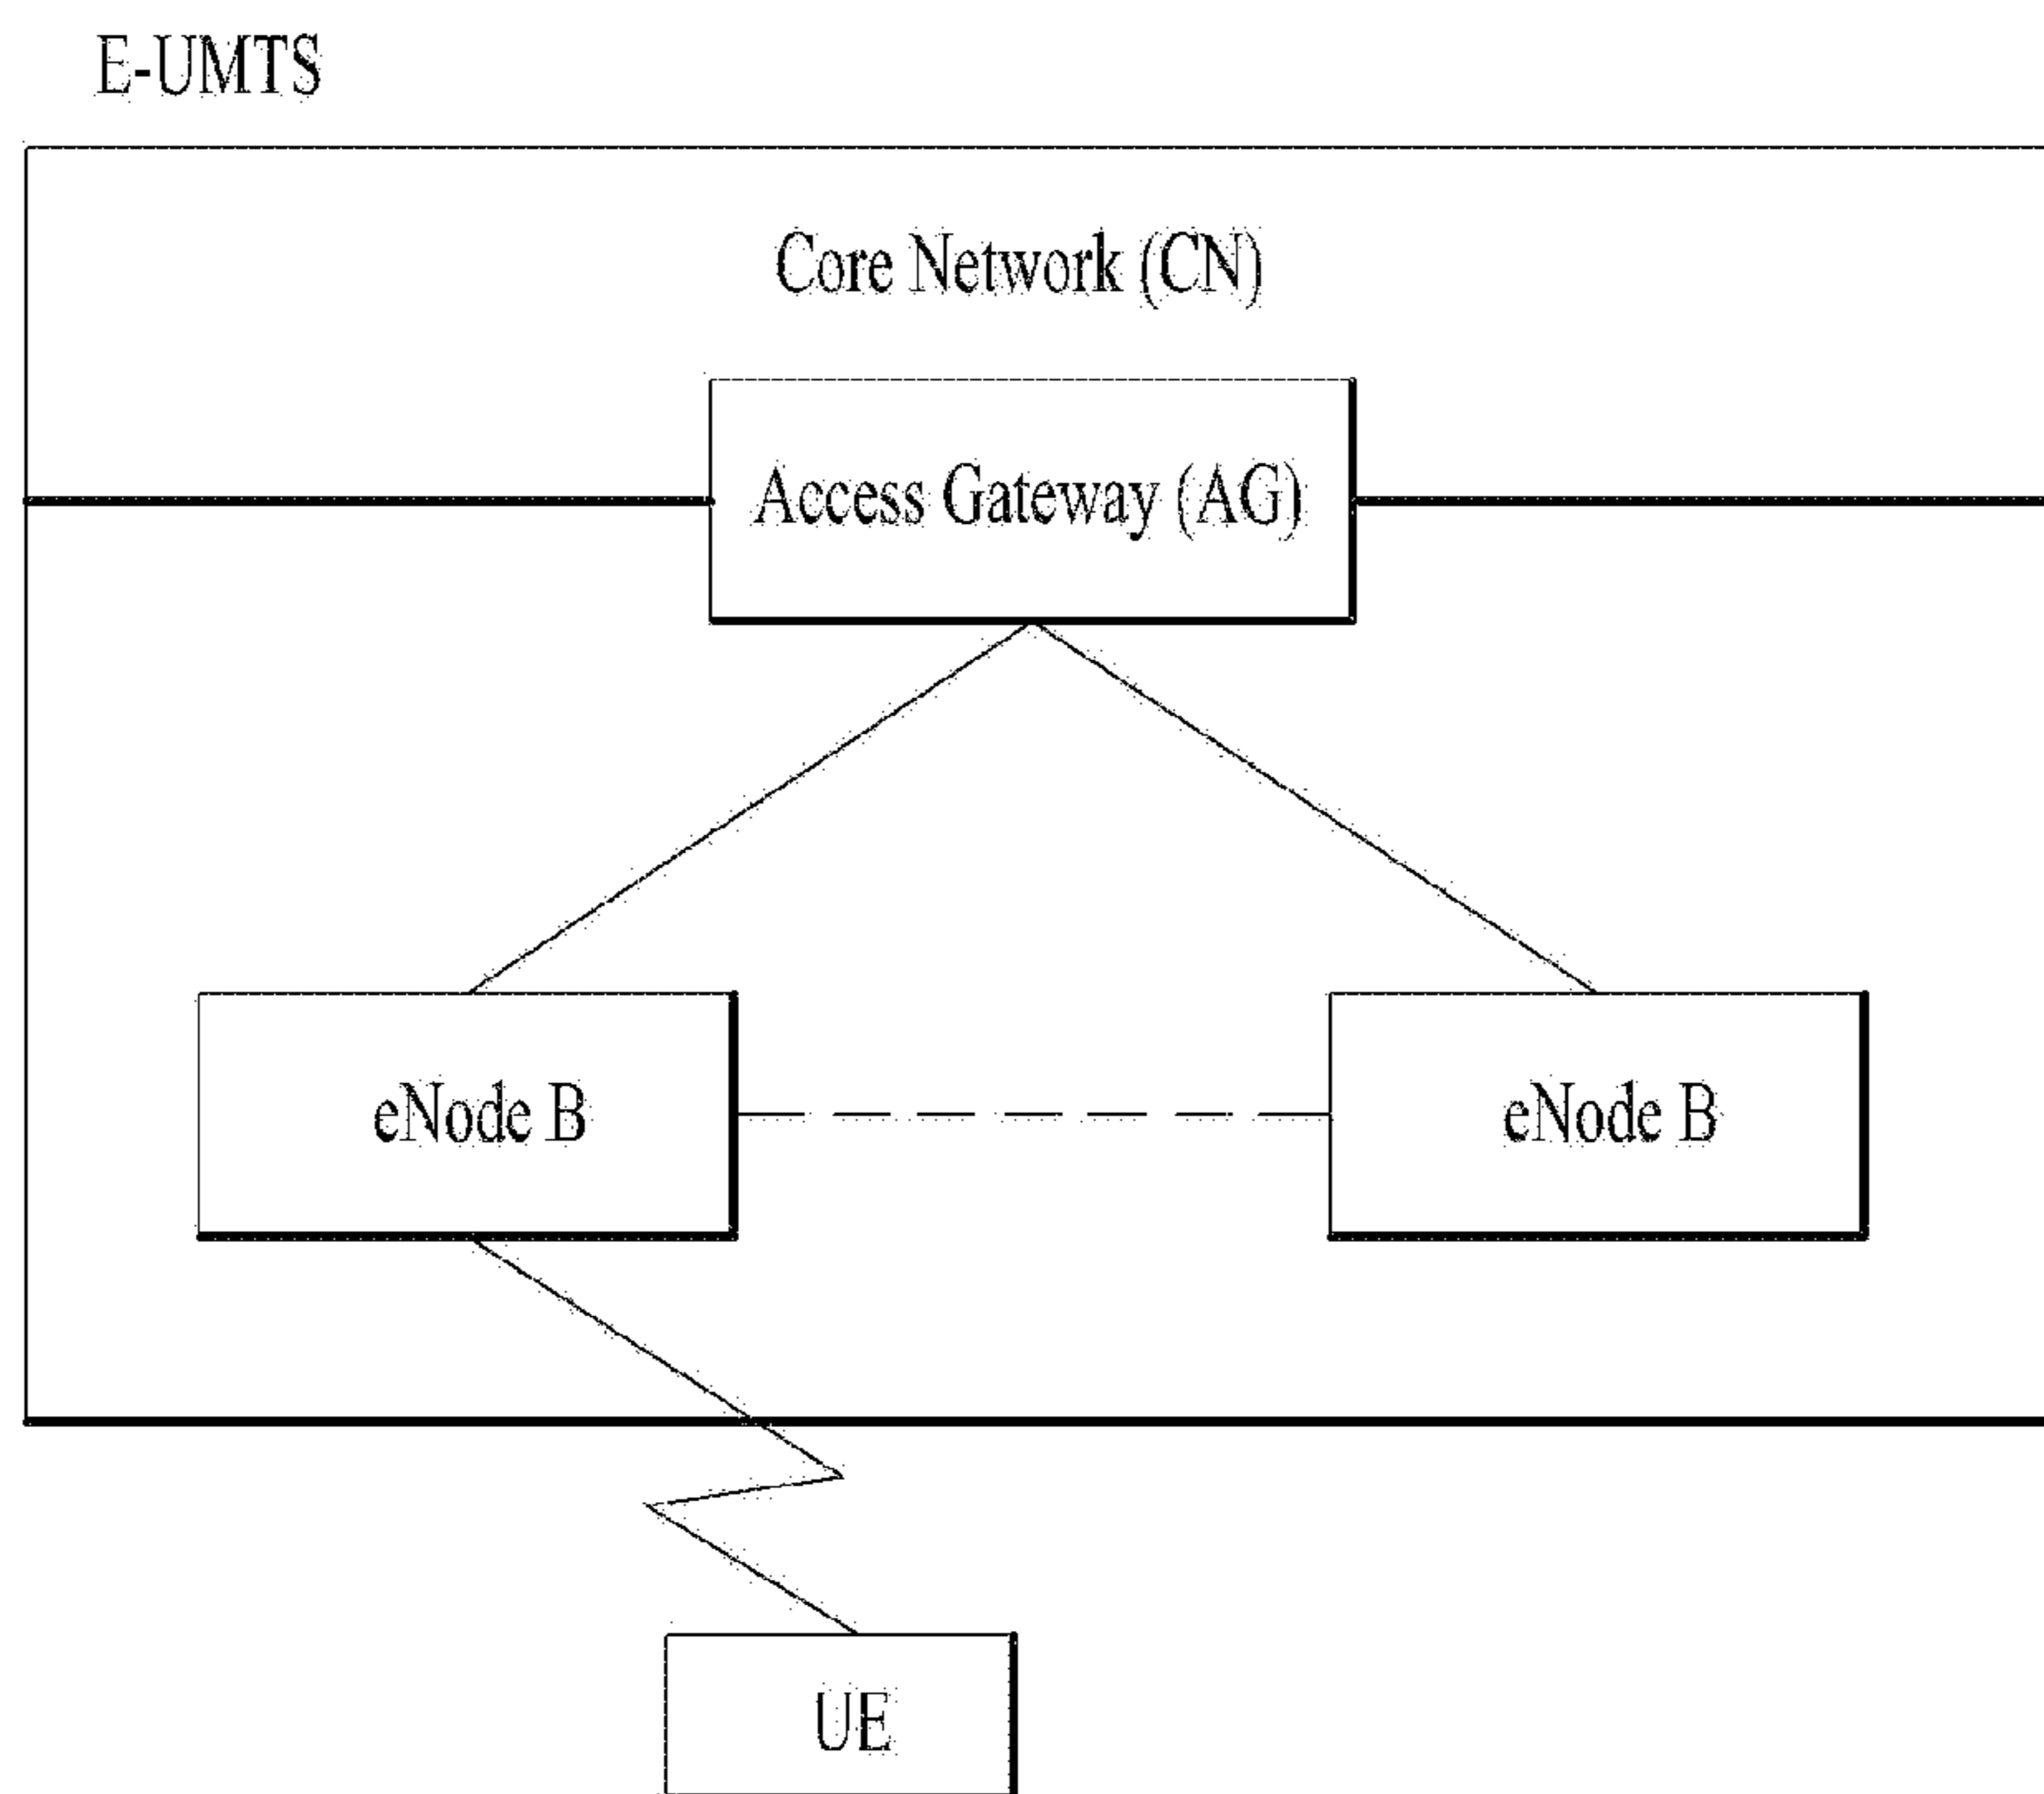 E-UMTS
Core Network (CN)
Access Gateway (AG)
eNode B
eNode B
UE